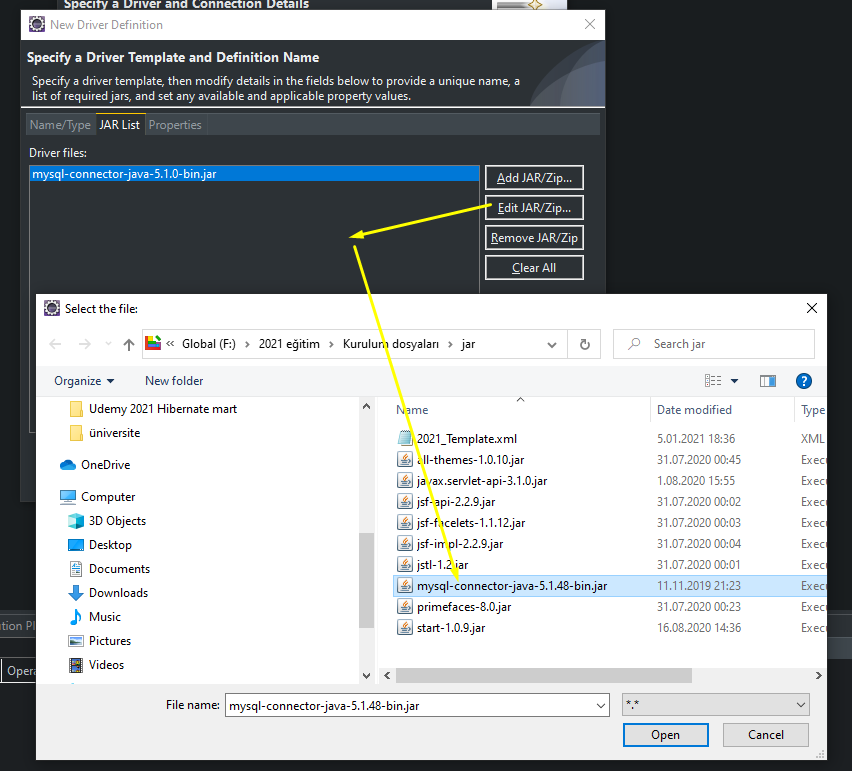 Specify a Driver and Connection Details
New Driver Definition
Specify a Driver Template and Definition Name
Specify a driver template, then modify details in the fields below to provide a unique name, a
list of required jars, and set any available and applicable property values.
Name/Type JAR List Properties
Driver files:
mysql-connector-java-5.1.0-bin.jar
Add JAR/Zip...
Edit JAR/Zip...
Remove JAR/Zip
Clear All
Select the file:
« Global (F:) › 2021 eğitim › Kurulum dosyaları › jar
Search jar
Organize New folder
Udemy 2021 Hibernate mart
üniversite
OneDrive
Computer
3D Objects
Desktop
Documents
Downloads
Music
Pictures
Videos
Name Date modified Type
2021_Template.xml 5.01.2021 18:36 XML
all-themes-1.0.10.jar 31.07.2020 00:45 Execu
javax.servlet-api-3.1.0.jar 1.08.2020 15:55 Execu
jsf-api-2.2.9.jar 31.07.2020 00:02 Execu
jsf-facelets-1.1.12.jar 31.07.2020 00:03 Execu
jsf-impl-2.2.9.jar 31.07.2020 00:04 Execu
jstl-1.2.jar 31.07.2020 00:01 Execu
mysql-connector-java-5.1.48-bin.jar 11.11.2019 21:23 Execu
primefaces-8.0.jar 31.07.2020 00:23 Execu
start-1.0.9.jar 16.08.2020 14:36 Execu
ution Pl
Opera
File name: mysql-connector-java-5.1.48-bin.jar *.*
Open Cancel